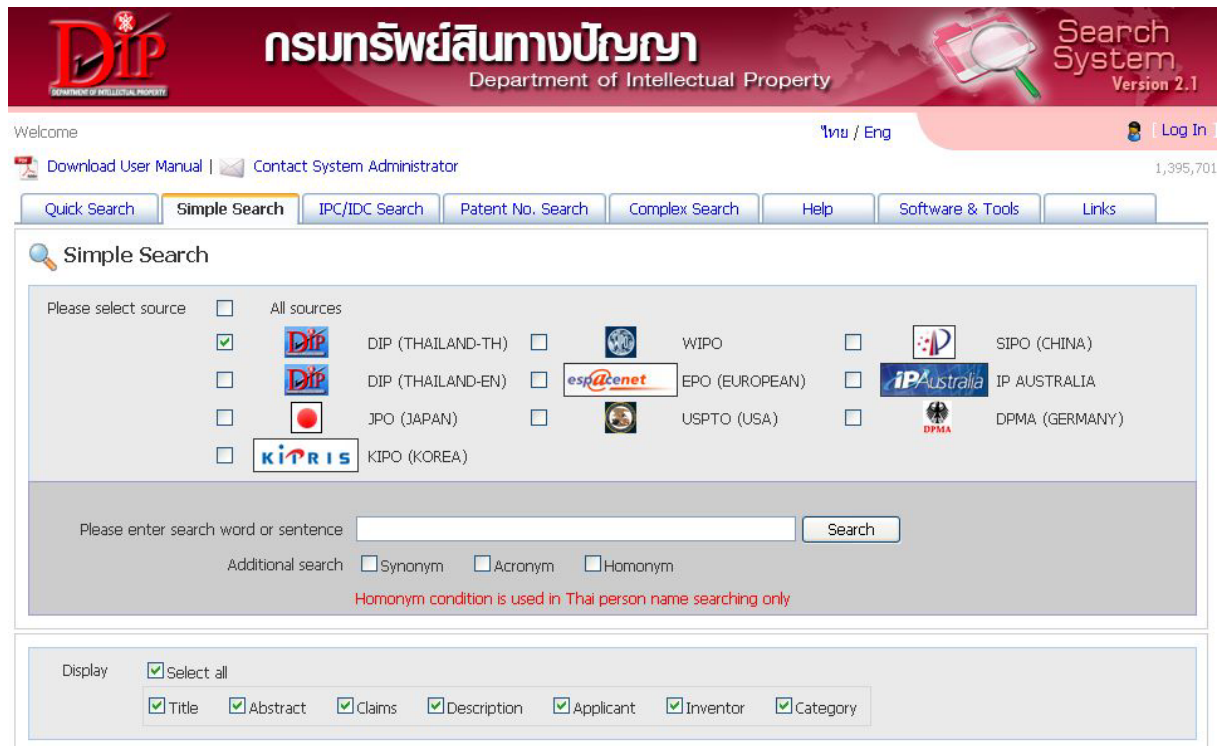 DIP กรมทรัพย์สินทางปัญญา Search
DEPARTMENT OF INTELLECTUAL PROPERTY Department of Intellectual Property System
Version 2.1
Welcome ไทย / Eng [ Log In ]
Download User Manual | Contact System Administrator 1,395,701
Quick Search Simple Search IPC/IDC Search Patent No. Search Complex Search Help Software & Tools Links
Simple Search
Please select source All sources
DIP DIP (THAILAND-TH) WIPO SIPO (CHINA)
DIP DIP (THAILAND-EN) esp@cenet EPO (EUROPEAN) iPAustralia IP AUSTRALIA
JPO (JAPAN) USPTO (USA) DPMA DPMA (GERMANY)
KIPRIS KIPO (KOREA)
Please enter search word or sentence Search
Additional search Synonym Acronym Homonym
Homonym condition is used in Thai person name searching only
Display Select all
Title Abstract Claims Description Applicant Inventor Category